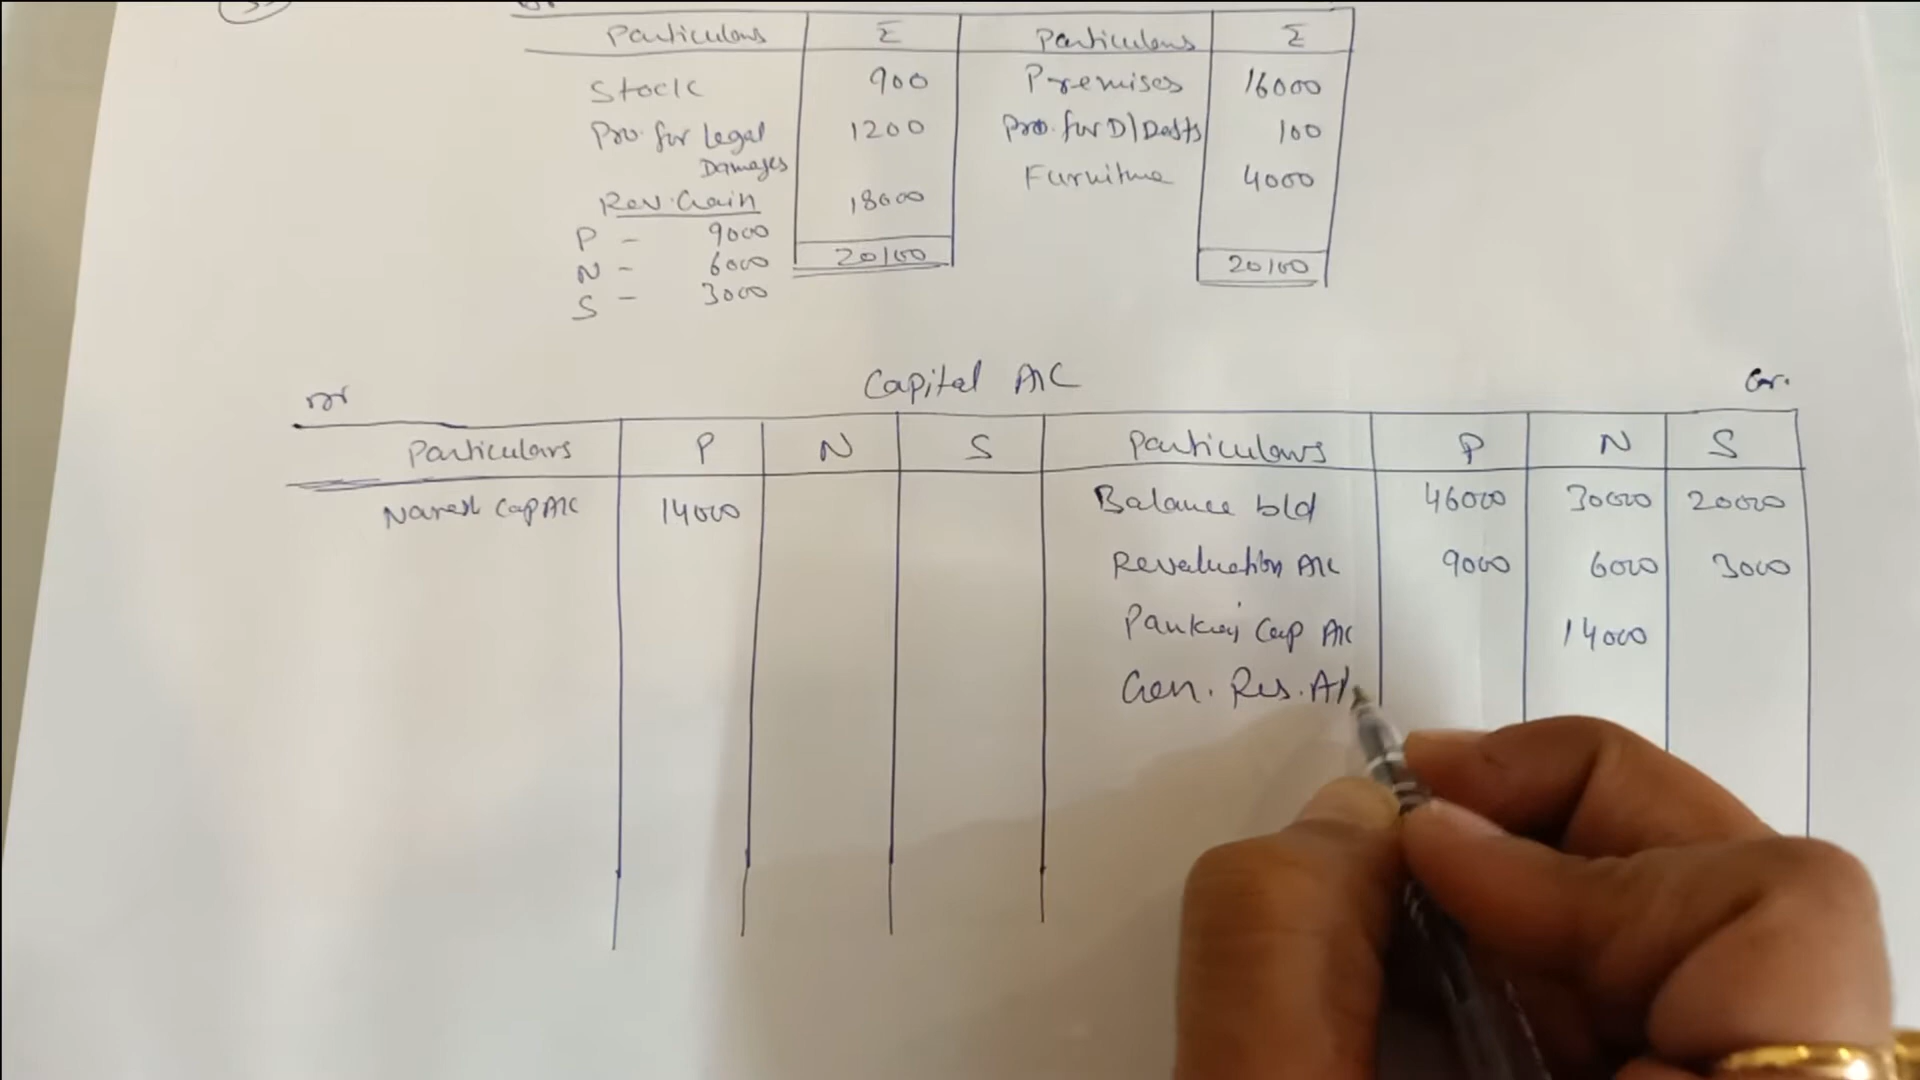 Particulars ₹ Particulars ₹
Stock 900 Premises 16000
Pro. for Legal 1200 Pro. for D/Debts 100
Damages Furniture 4000
Rev. Gain 18000
P - 9000
N - 6000 20100 20100
S - 3000
Capital A/C
Dr Cr.
Particulars P N S Particulars P N S
Naresh Cap A/C 14000 Balance b/d 46000 30000 20000
Revaluation A/C 9000 6000 3000
Pankaj Cap A/C 14000
Gen. Res. A/